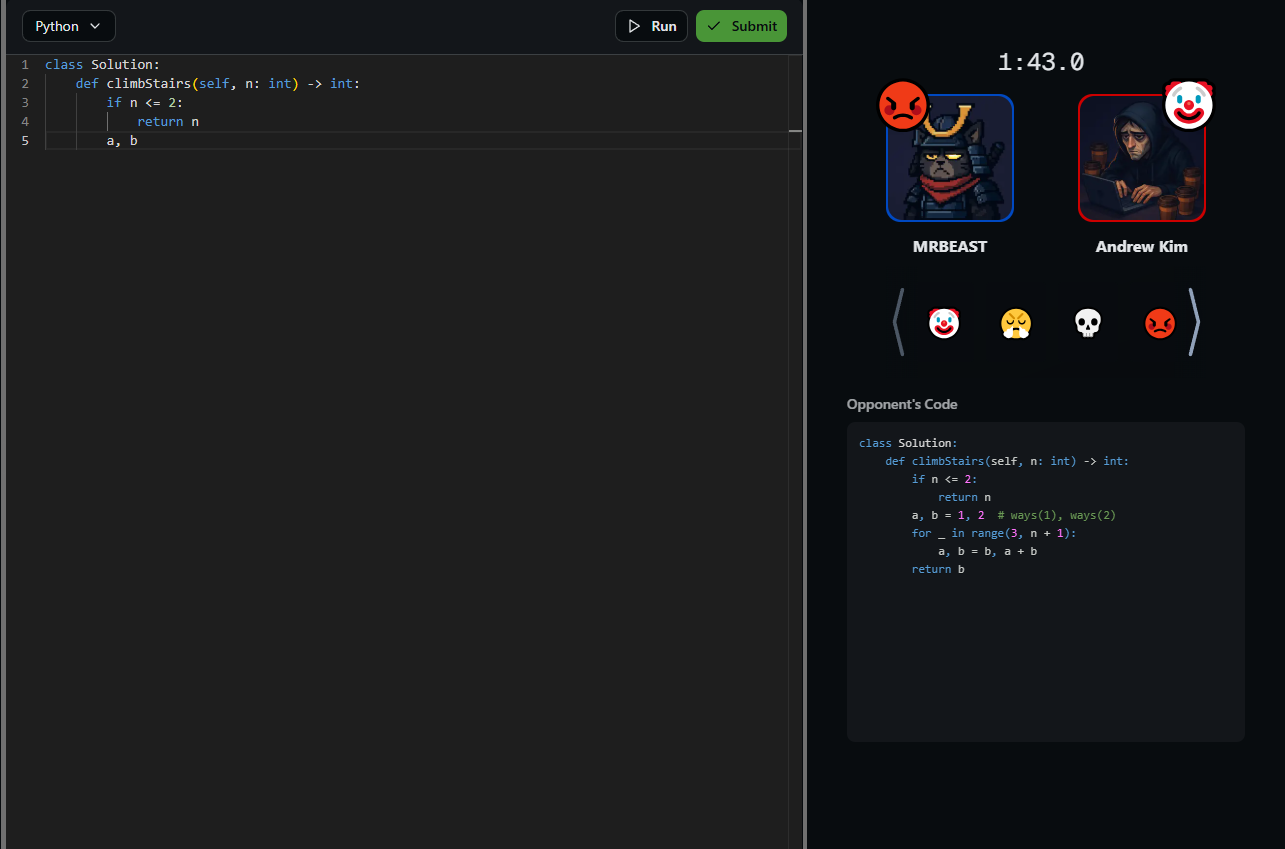 Python
Run
Submit
1 class Solution:
2 def climbStairs(self, n: int) -> int:
3 if n <= 2:
4 return n
5 a, b
1:43.0
MRBEAST
Andrew Kim
Opponent's Code
class Solution:
def climbStairs(self, n: int) -> int:
if n <= 2:
return n
a, b = 1, 2  # ways(1), ways(2)
for _ in range(3, n + 1):
a, b = b, a + b
return b